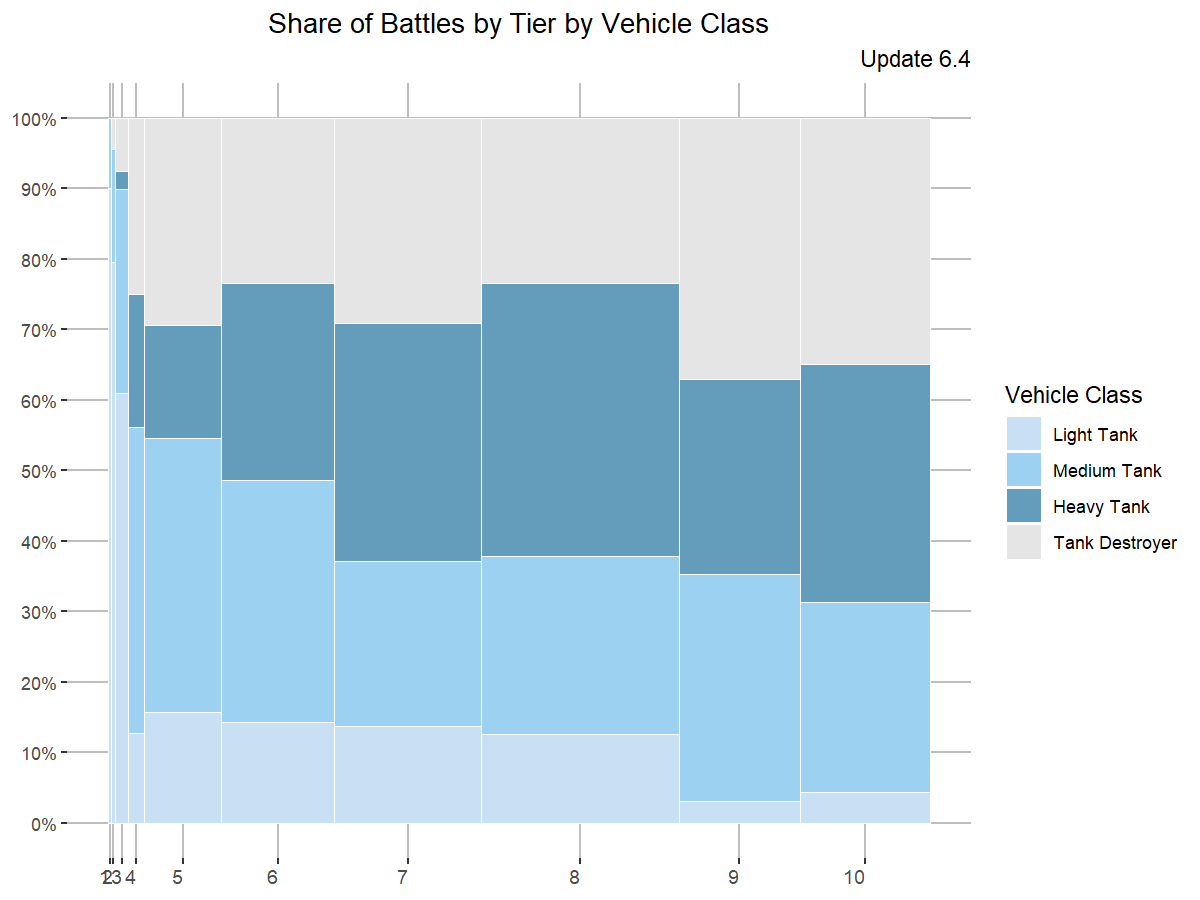 Share of Battles by Tier by Vehicle Class
Update 6.4
100%
90%
80%
70%
60%
50%
40%
30%
20%
10%
0%
1 2 3 4 5 6 7 8 9 10
Vehicle Class
Light Tank
Medium Tank
Heavy Tank
Tank Destroyer